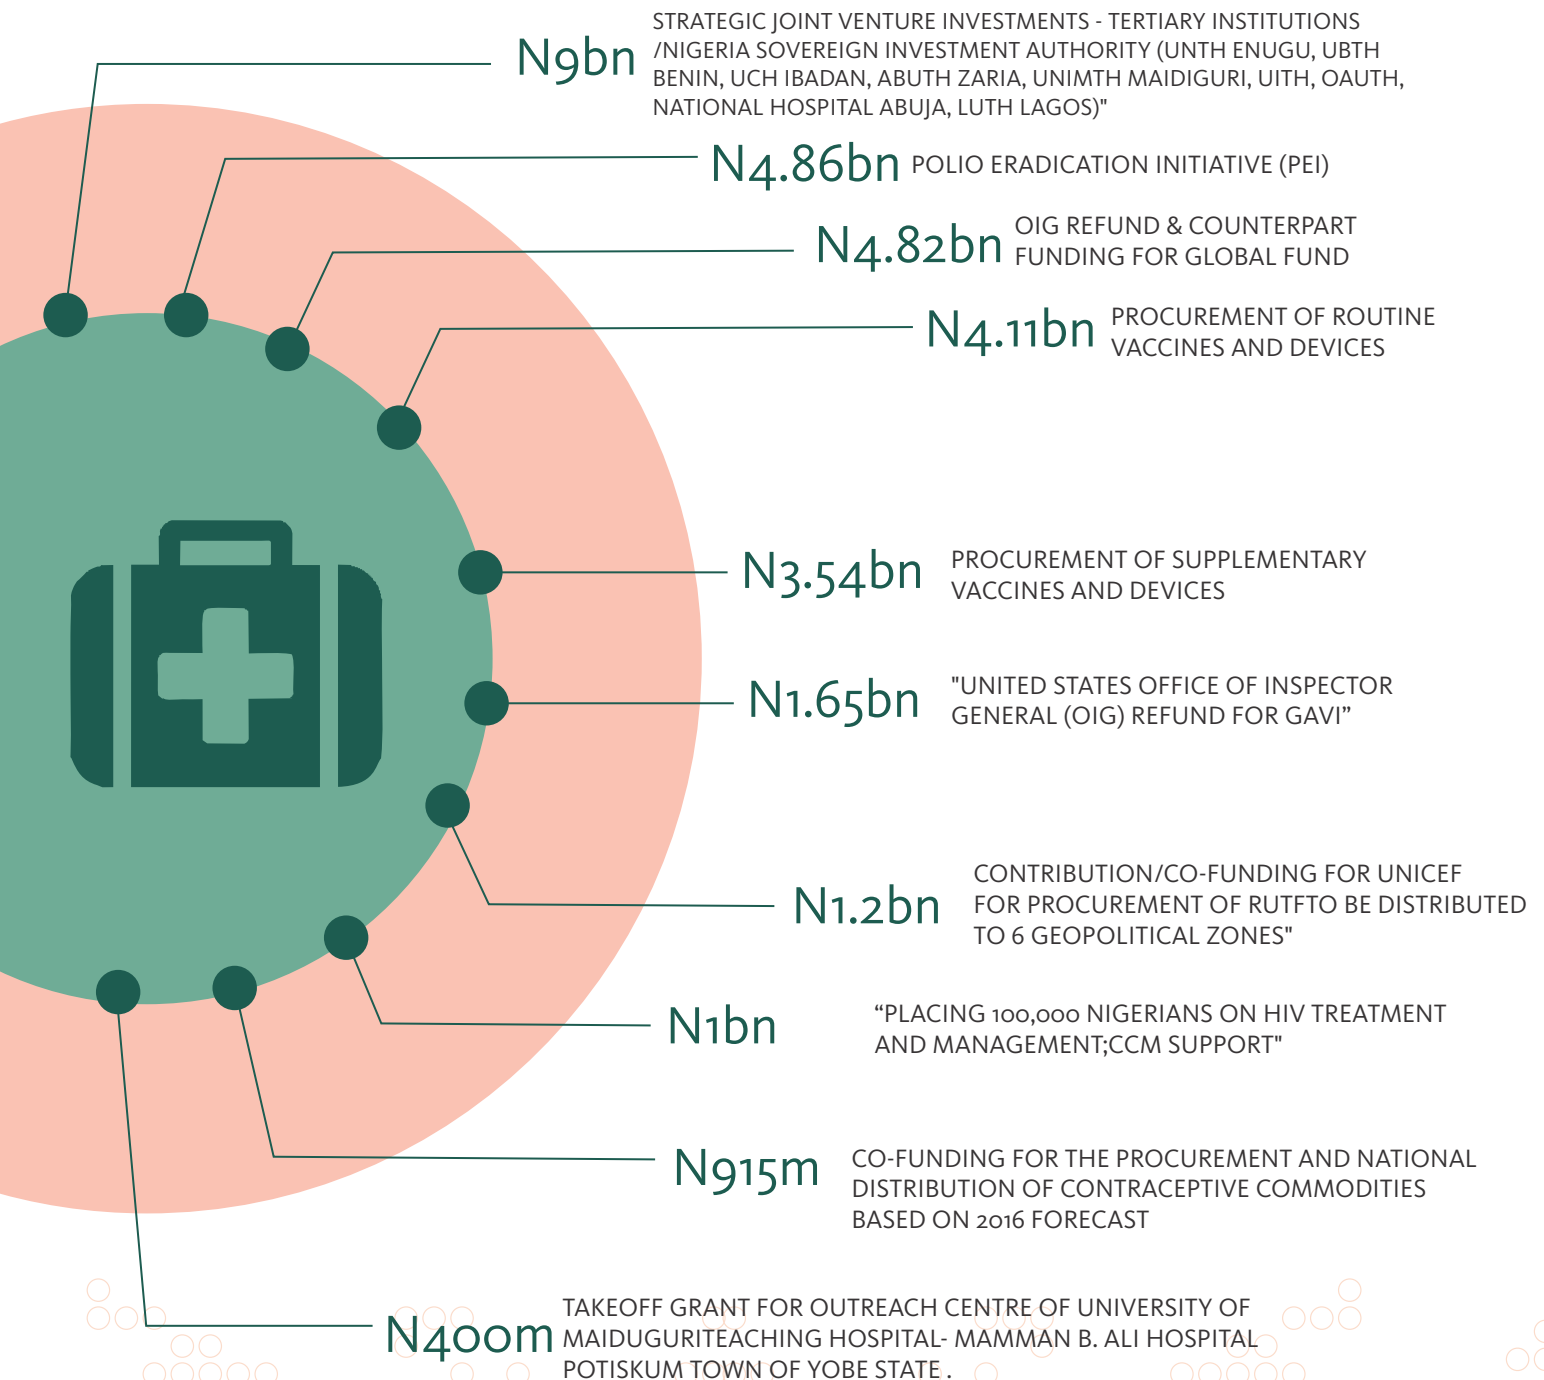 N9bn
STRATEGIC JOINT VENTURE INVESTMENTS - TERTIARY INSTITUTIONS
/NIGERIA SOVEREIGN INVESTMENT AUTHORITY (UNTH ENUGU, UBTH
BENIN, UCH IBADAN, ABUTH ZARIA, UNIMTH MAIDIGURI, UITH, OAUTH,
NATIONAL HOSPITAL ABUJA, LUTH LAGOS)"
N4.86bn
POLIO ERADICATION INITIATIVE (PEI)
N4.82bn
OIG REFUND & COUNTERPART
FUNDING FOR GLOBAL FUND
N4.11bn
PROCUREMENT OF ROUTINE
VACCINES AND DEVICES
N3.54bn
PROCUREMENT OF SUPPLEMENTARY
VACCINES AND DEVICES
N1.65bn
"UNITED STATES OFFICE OF INSPECTOR
GENERAL (OIG) REFUND FOR GAVI”
N1.2bn
CONTRIBUTION/CO-FUNDING FOR UNICEF
FOR PROCUREMENT OF RUTFTO BE DISTRIBUTED
TO 6 GEOPOLITICAL ZONES"
N1bn
“PLACING 100,000 NIGERIANS ON HIV TREATMENT
AND MANAGEMENT;CCM SUPPORT"
N915m
CO-FUNDING FOR THE PROCUREMENT AND NATIONAL
DISTRIBUTION OF CONTRACEPTIVE COMMODITIES
BASED ON 2016 FORECAST
N400m
TAKEOFF GRANT FOR OUTREACH CENTRE OF UNIVERSITY OF
MAIDUGURITEACHING HOSPITAL- MAMMAN B. ALI HOSPITAL
POTISKUM TOWN OF YOBE STATE .